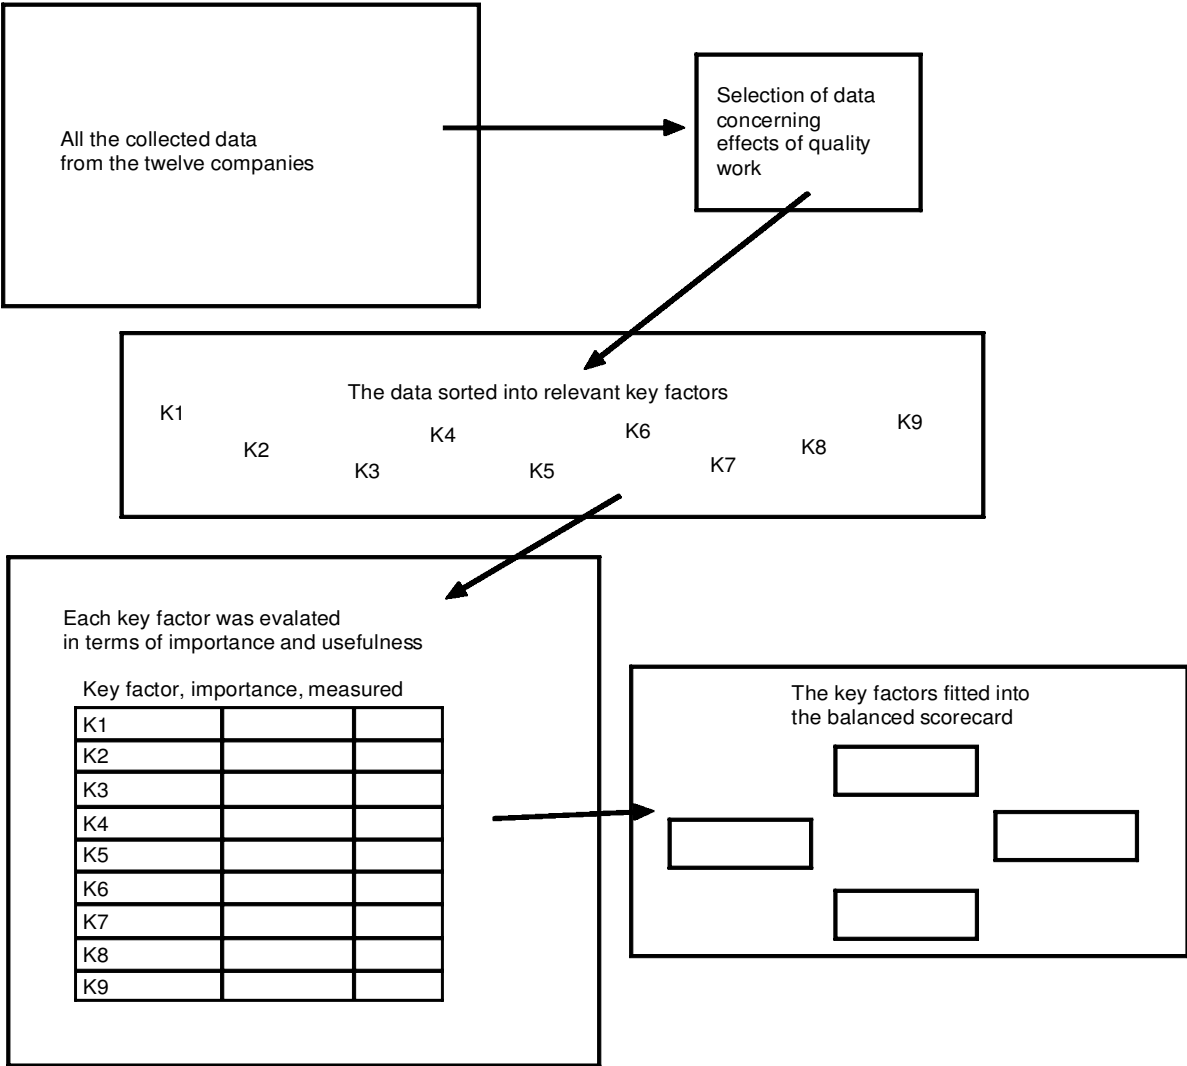 All the collected data
from the twelve companies
Selection of data
concerning
effects of quality
work
The data sorted into relevant key factors
K1
K2
K3
K4
K5
K6
K7
K8
K9
Each key factor was evalated
in terms of importance and usefulness
Key factor, importance, measured
K1
K2
K3
K4
K5
K6
K7
K8
K9
The key factors fitted into
the balanced scorecard